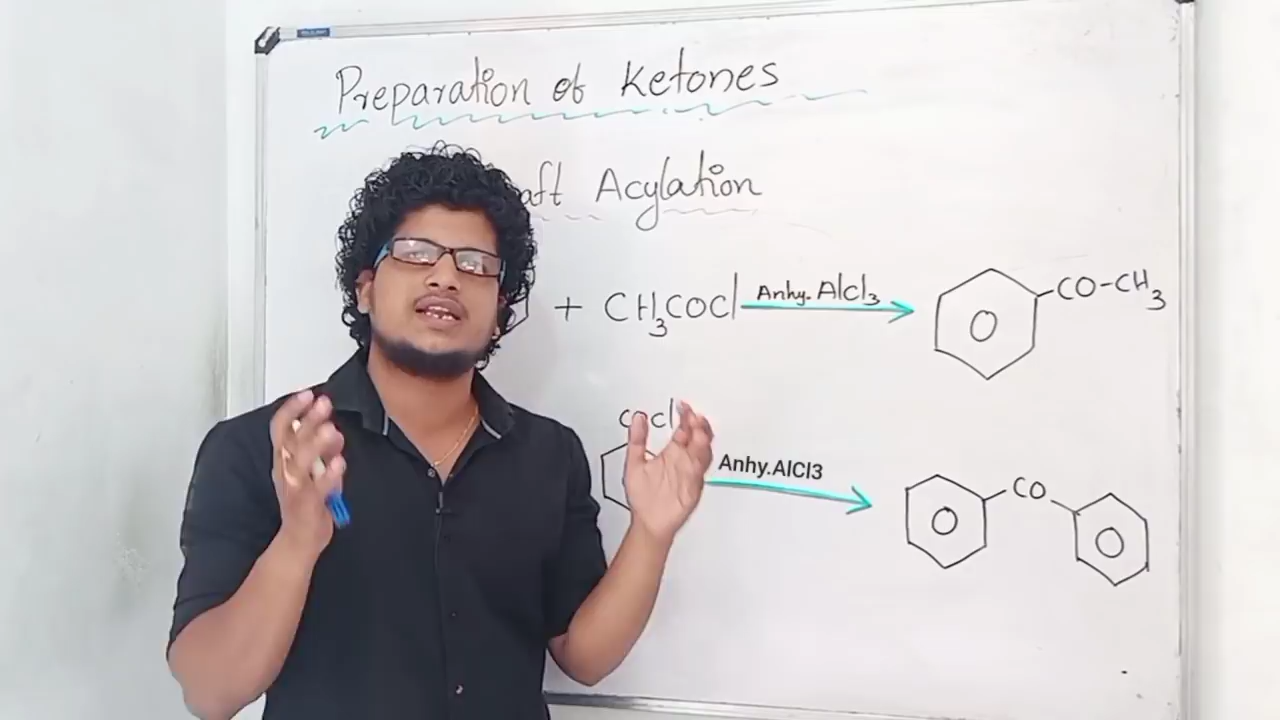 Preparation of Ketones
aft Acylation
+ CH3COCl Anhy. AlCl3 CO-CH3
COCl
Anhy.AlCl3 CO